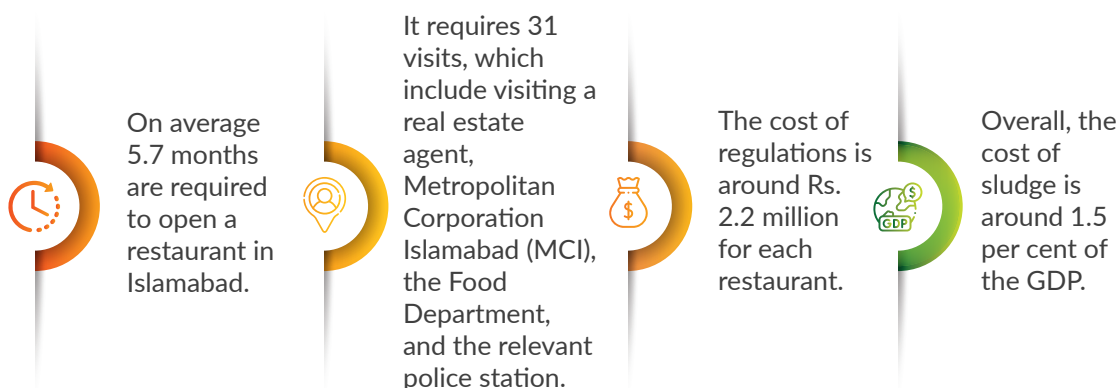 On average
5.7 months
are required
to open a
restaurant in
Islamabad.
It requires 31
visits, which
include visiting a
real estate
agent,
Metropolitan
Corporation
Islamabad (MCI),
the Food
Department,
and the relevant
police station.
$
The cost of
regulations is
around Rs.
2.2 million
for each
restaurant.
$
GDP
Overall, the
cost of
sludge is
around 1.5
per cent of
the GDP.